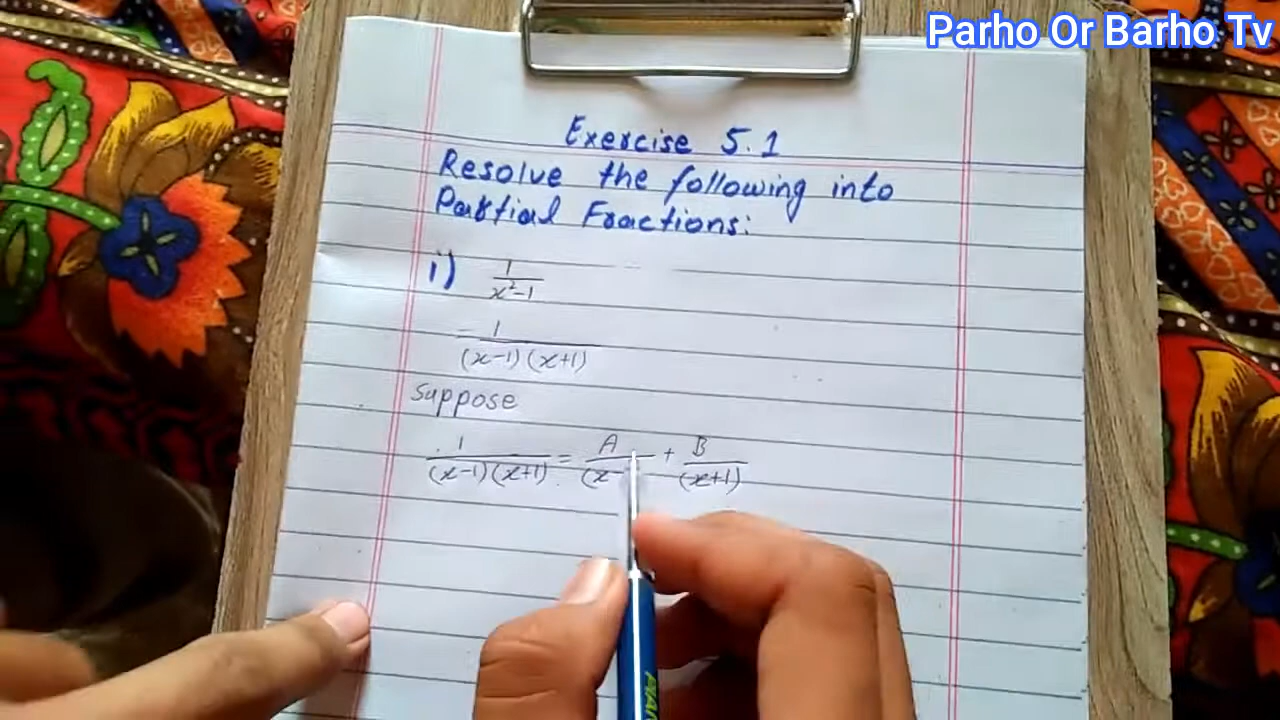 Parho Or Barho Tv
Exercise 5.1
Resolve the following into
Partial Fractions:
i) 1/(x²-1)
= 1/((x-1)(x+1))
Suppose
1/((x-1)(x+1)) = A/(x- + B/(x+1)